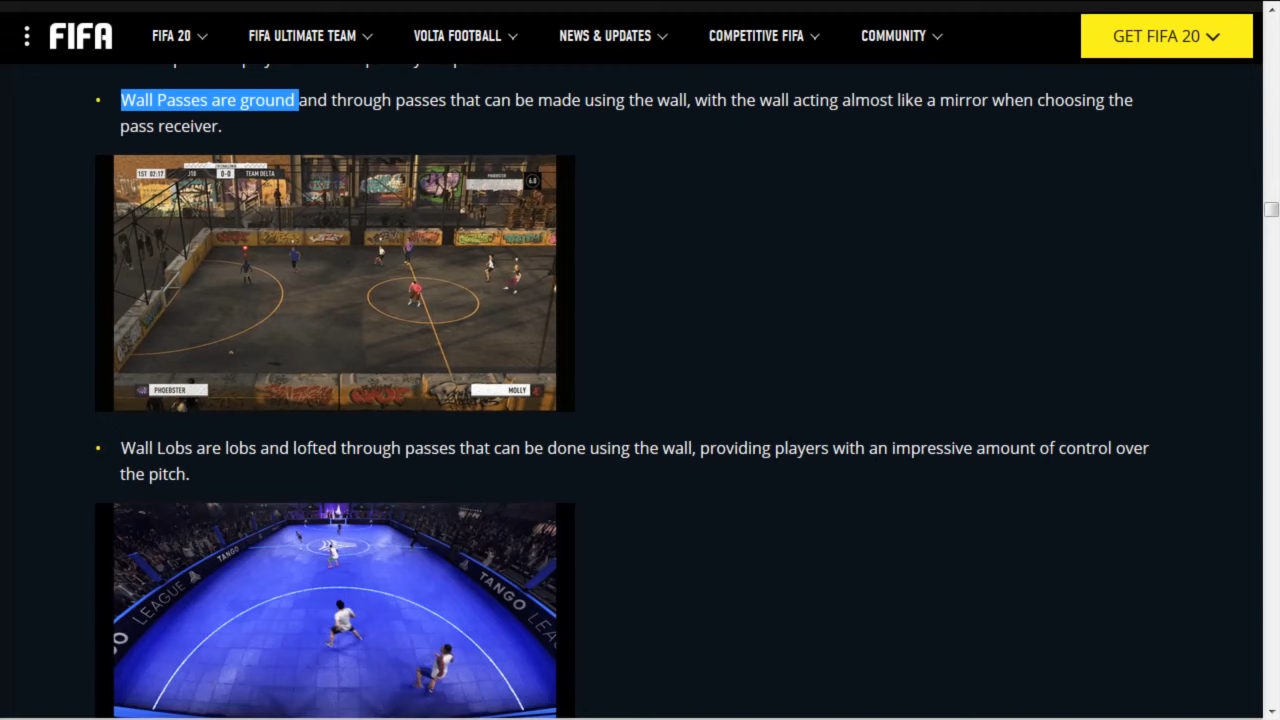 FIFA
FIFA 20
FIFA ULTIMATE TEAM
VOLTA FOOTBALL
NEWS & UPDATES
COMPETITIVE FIFA
COMMUNITY
GET FIFA 20
• Wall Passes are ground and through passes that can be made using the wall, with the wall acting almost like a mirror when choosing the
pass receiver.
1ST 02:17 J10 0-0 TEAM DELTA
PHOEBSTER
MOLLY
• Wall Lobs are lobs and lofted through passes that can be done using the wall, providing players with an impressive amount of control over
the pitch.
LEAGUE TANGO
TANGO